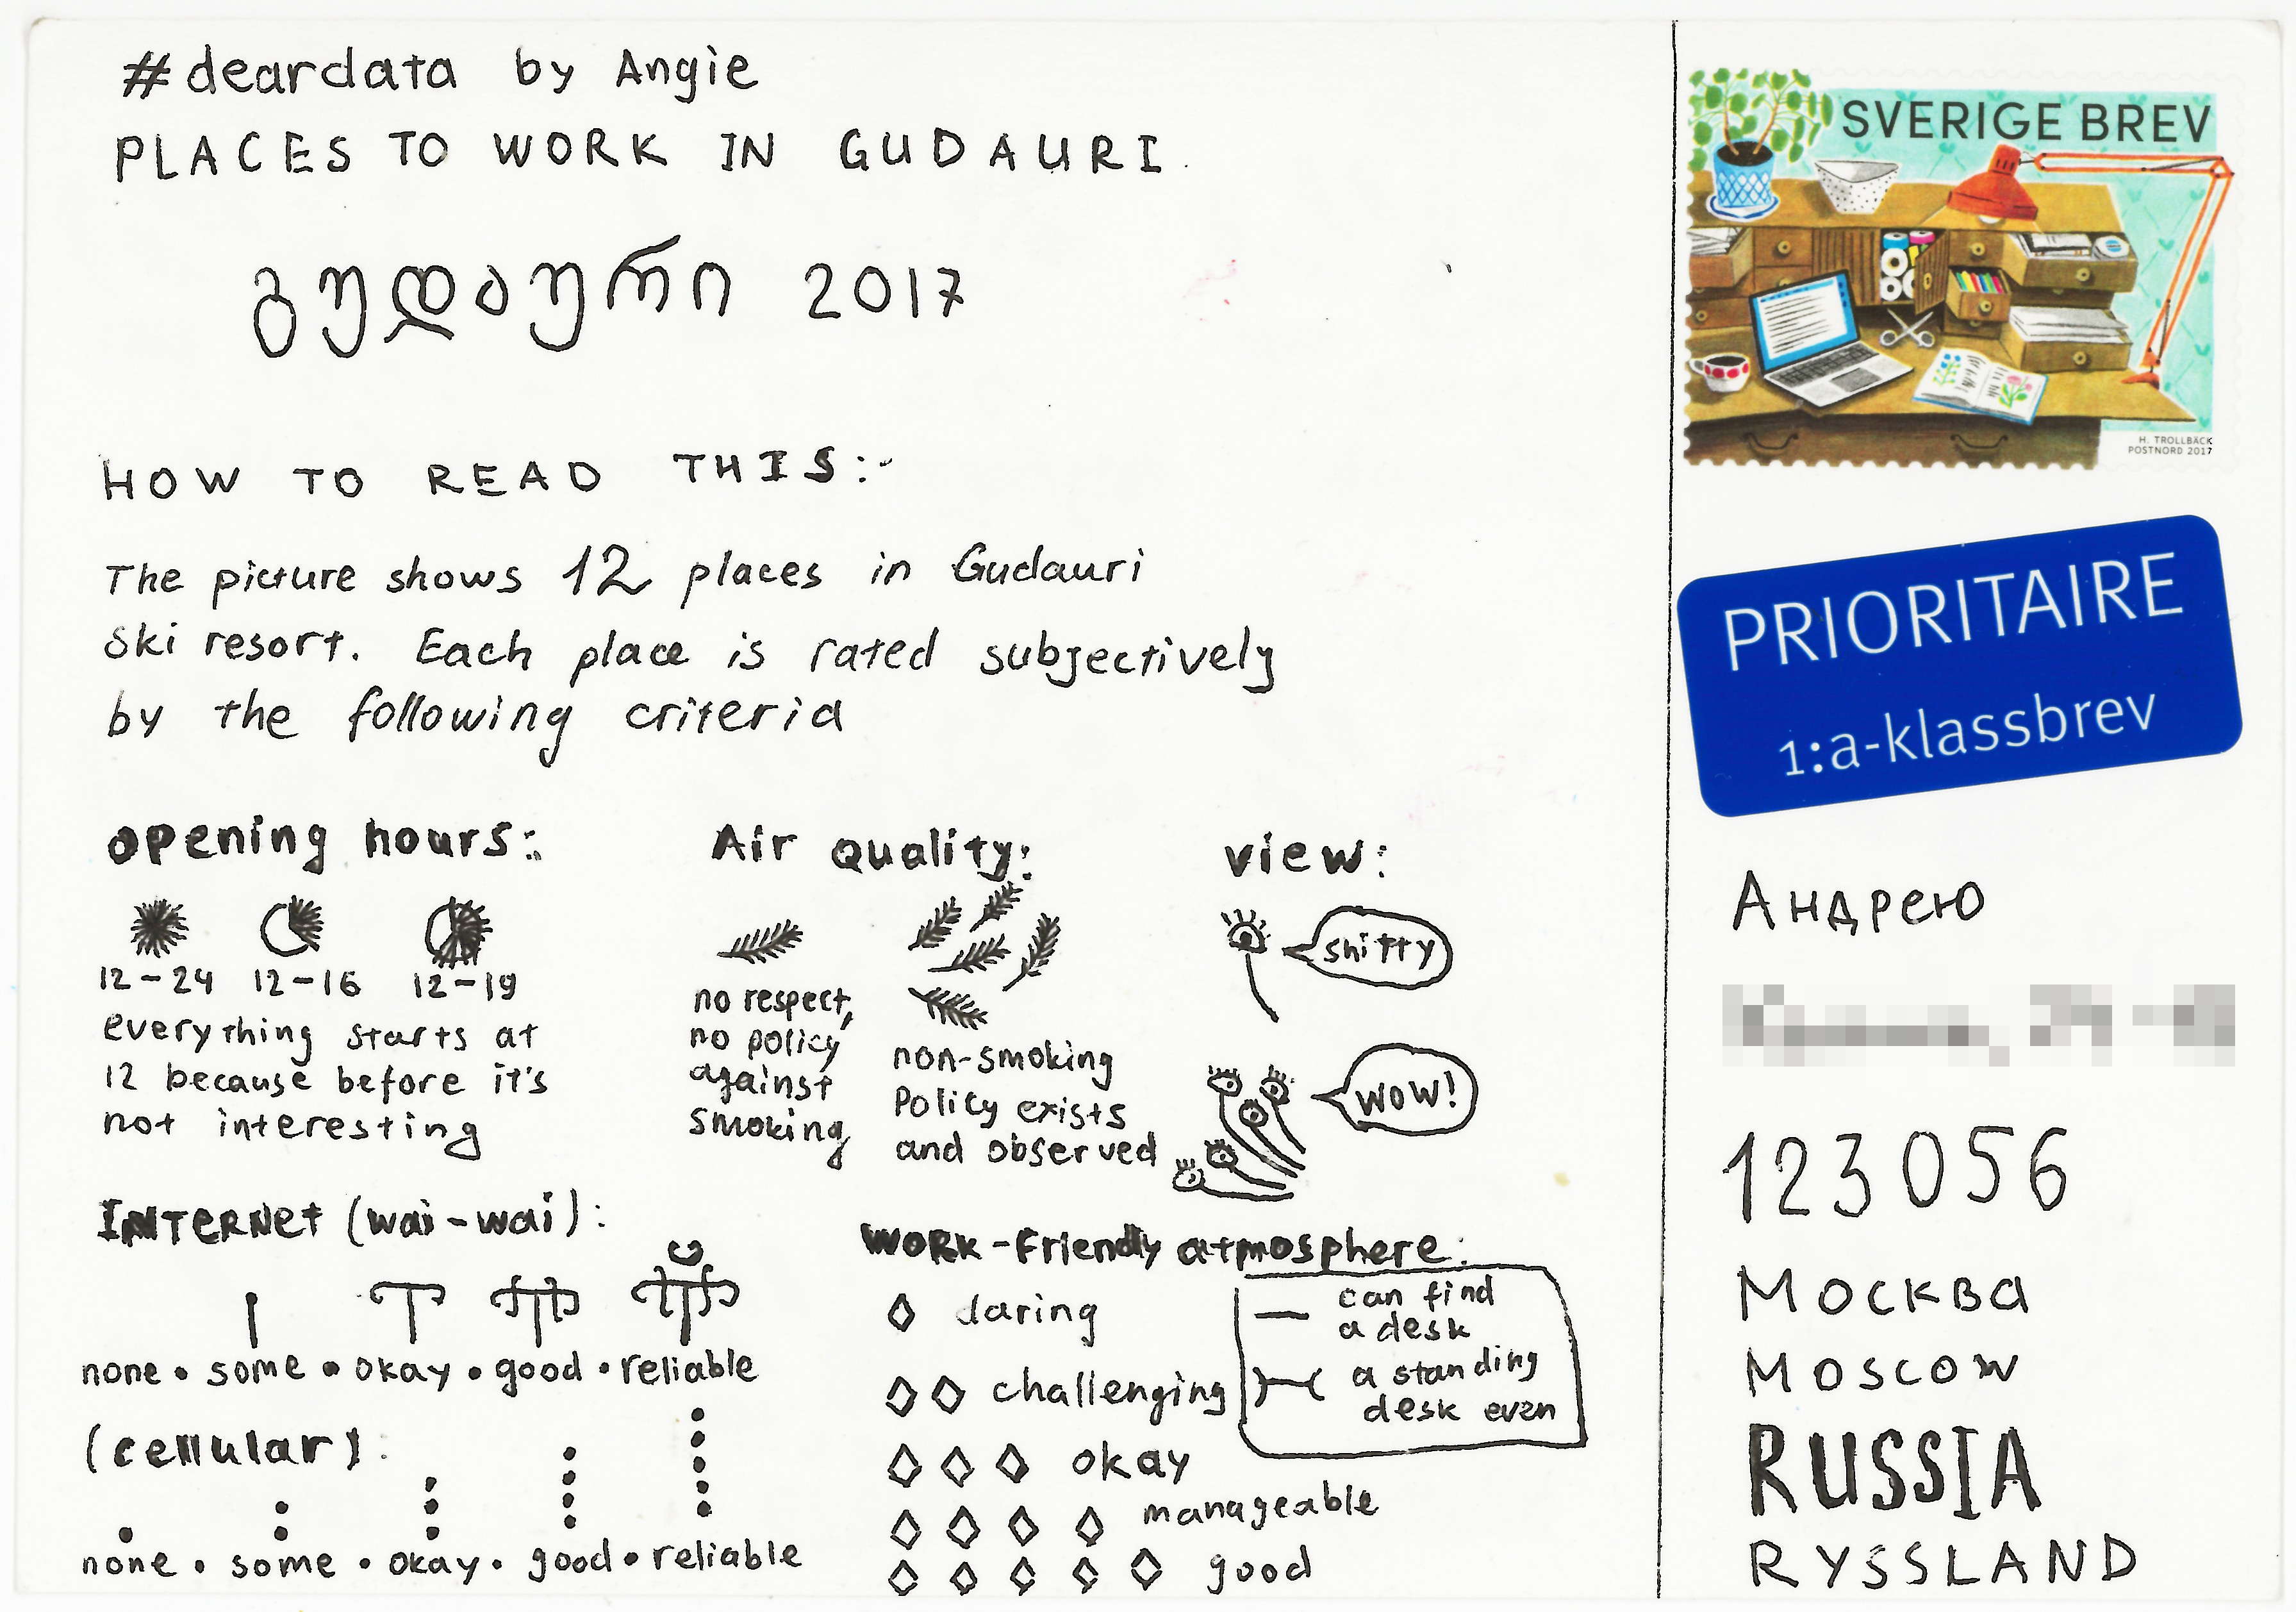 #deardata by Angie
PLACES TO WORK IN GUDAURI
გუდაური 2017
HOW TO READ THIS:
The picture shows 12 places in Gudauri
Ski resort. Each place is rated subjectively
by the following criteria
opening hours:
12-24 12-16 12-19
everything starts at
12 because before it's
not interesting
Air quality:
no respect,
no policy
against
smoking
non-smoking
Policy exists
and observed
view:
shitty
WOW!
INTERNET (wai-wai):
none • some • okay • good • reliable
(cellular):
none • some • okay • good • reliable
WORK-Friendly atmosphere:
daring
challenging
okay
manageable
good
can find
a desk
a standing
desk even
SVERIGE BREV
H. TROLLBÄCK
POSTNORD 2017
PRIORITAIRE
1:a-klassbrev
Андрею
123056
Москва
MOSCOW
RUSSIA
RYSSLAND